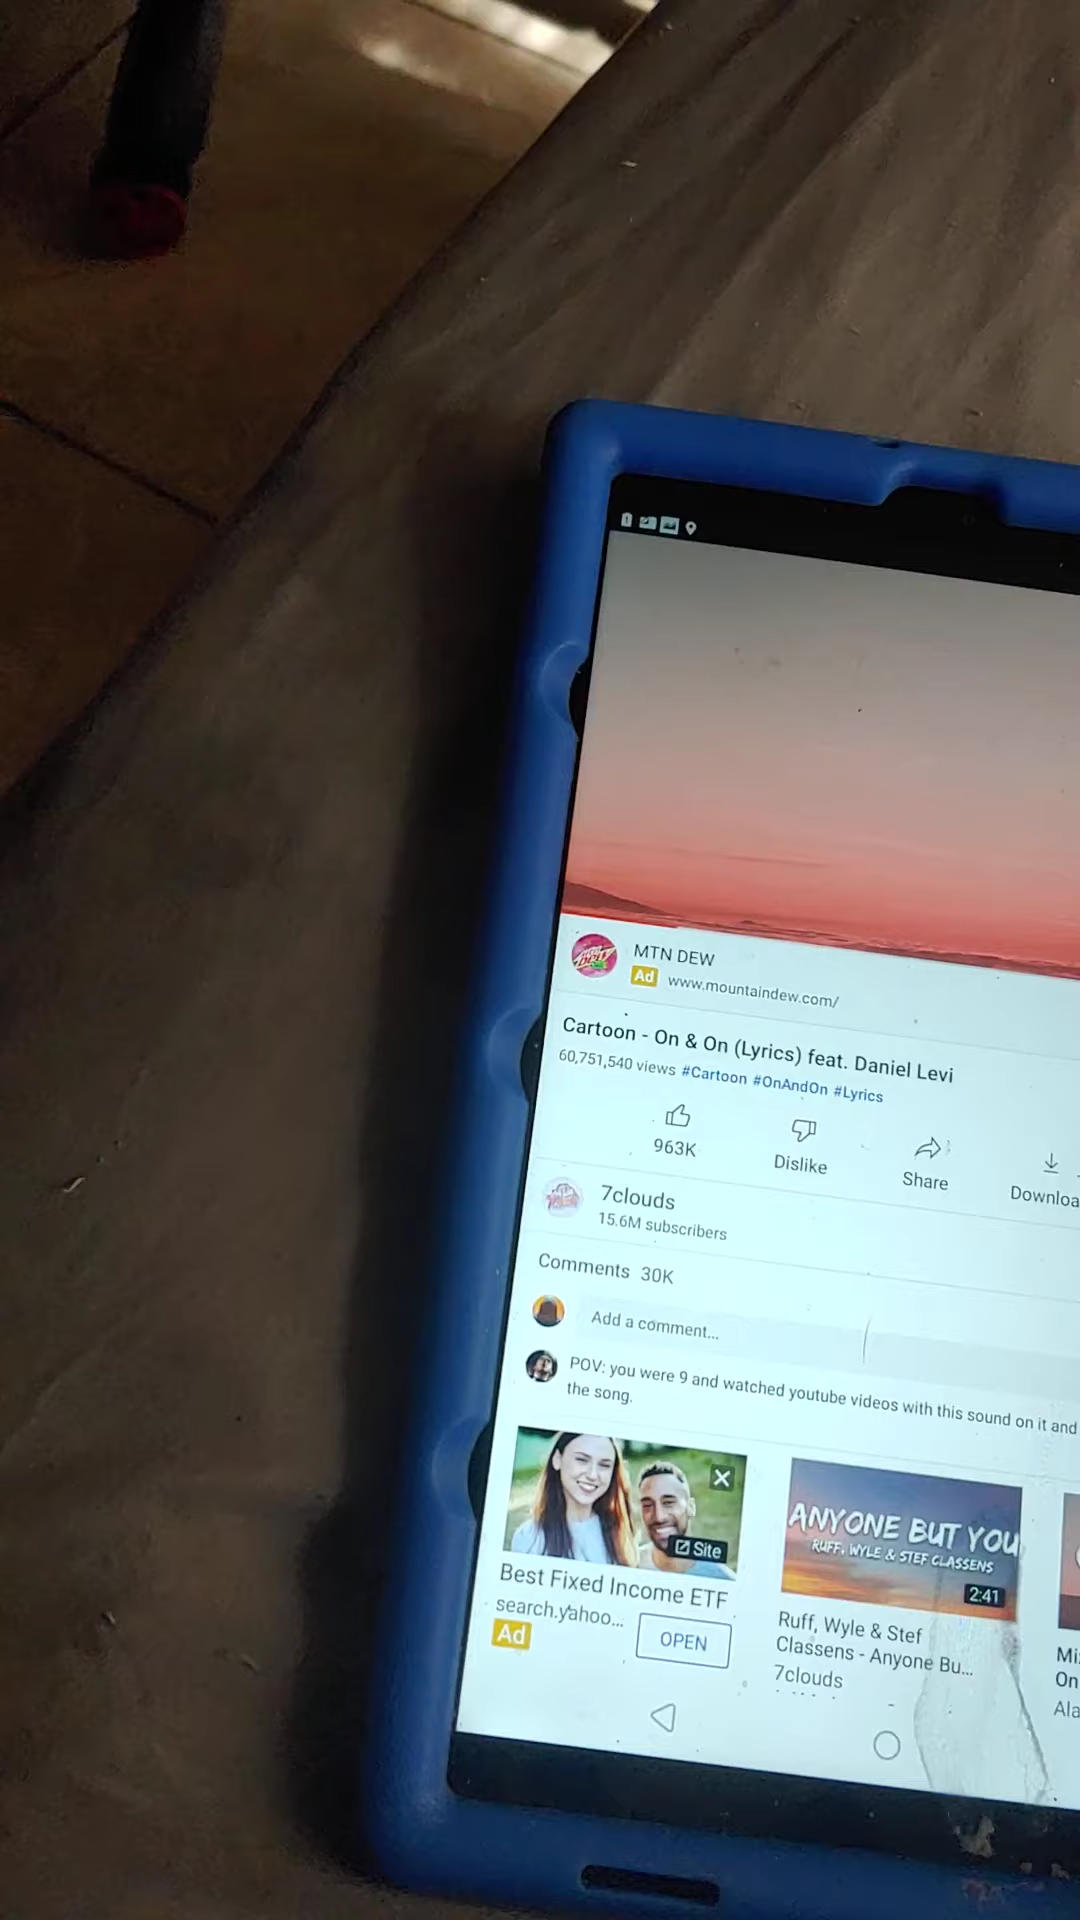 MTN DEW
Ad www.mountaindew.com/
Cartoon - On & On (Lyrics) feat. Daniel Levi
60,751,540 views #Cartoon #OnAndOn #Lyrics
963K
Dislike
Share
Downloa
7clouds
15.6M subscribers
Comments 30K
Add a comment...
POV: you were 9 and watched youtube videos with this sound on it and
the song.
Site
Best Fixed Income ETF
search.yahoo...
Ad
OPEN
ANYONE BUT YOU
RUFF, WYLE & STEF CLASSENS
2:41
Ruff, Wyle & Stef
Classens - Anyone Bu...
7clouds
Mi
On
Ala